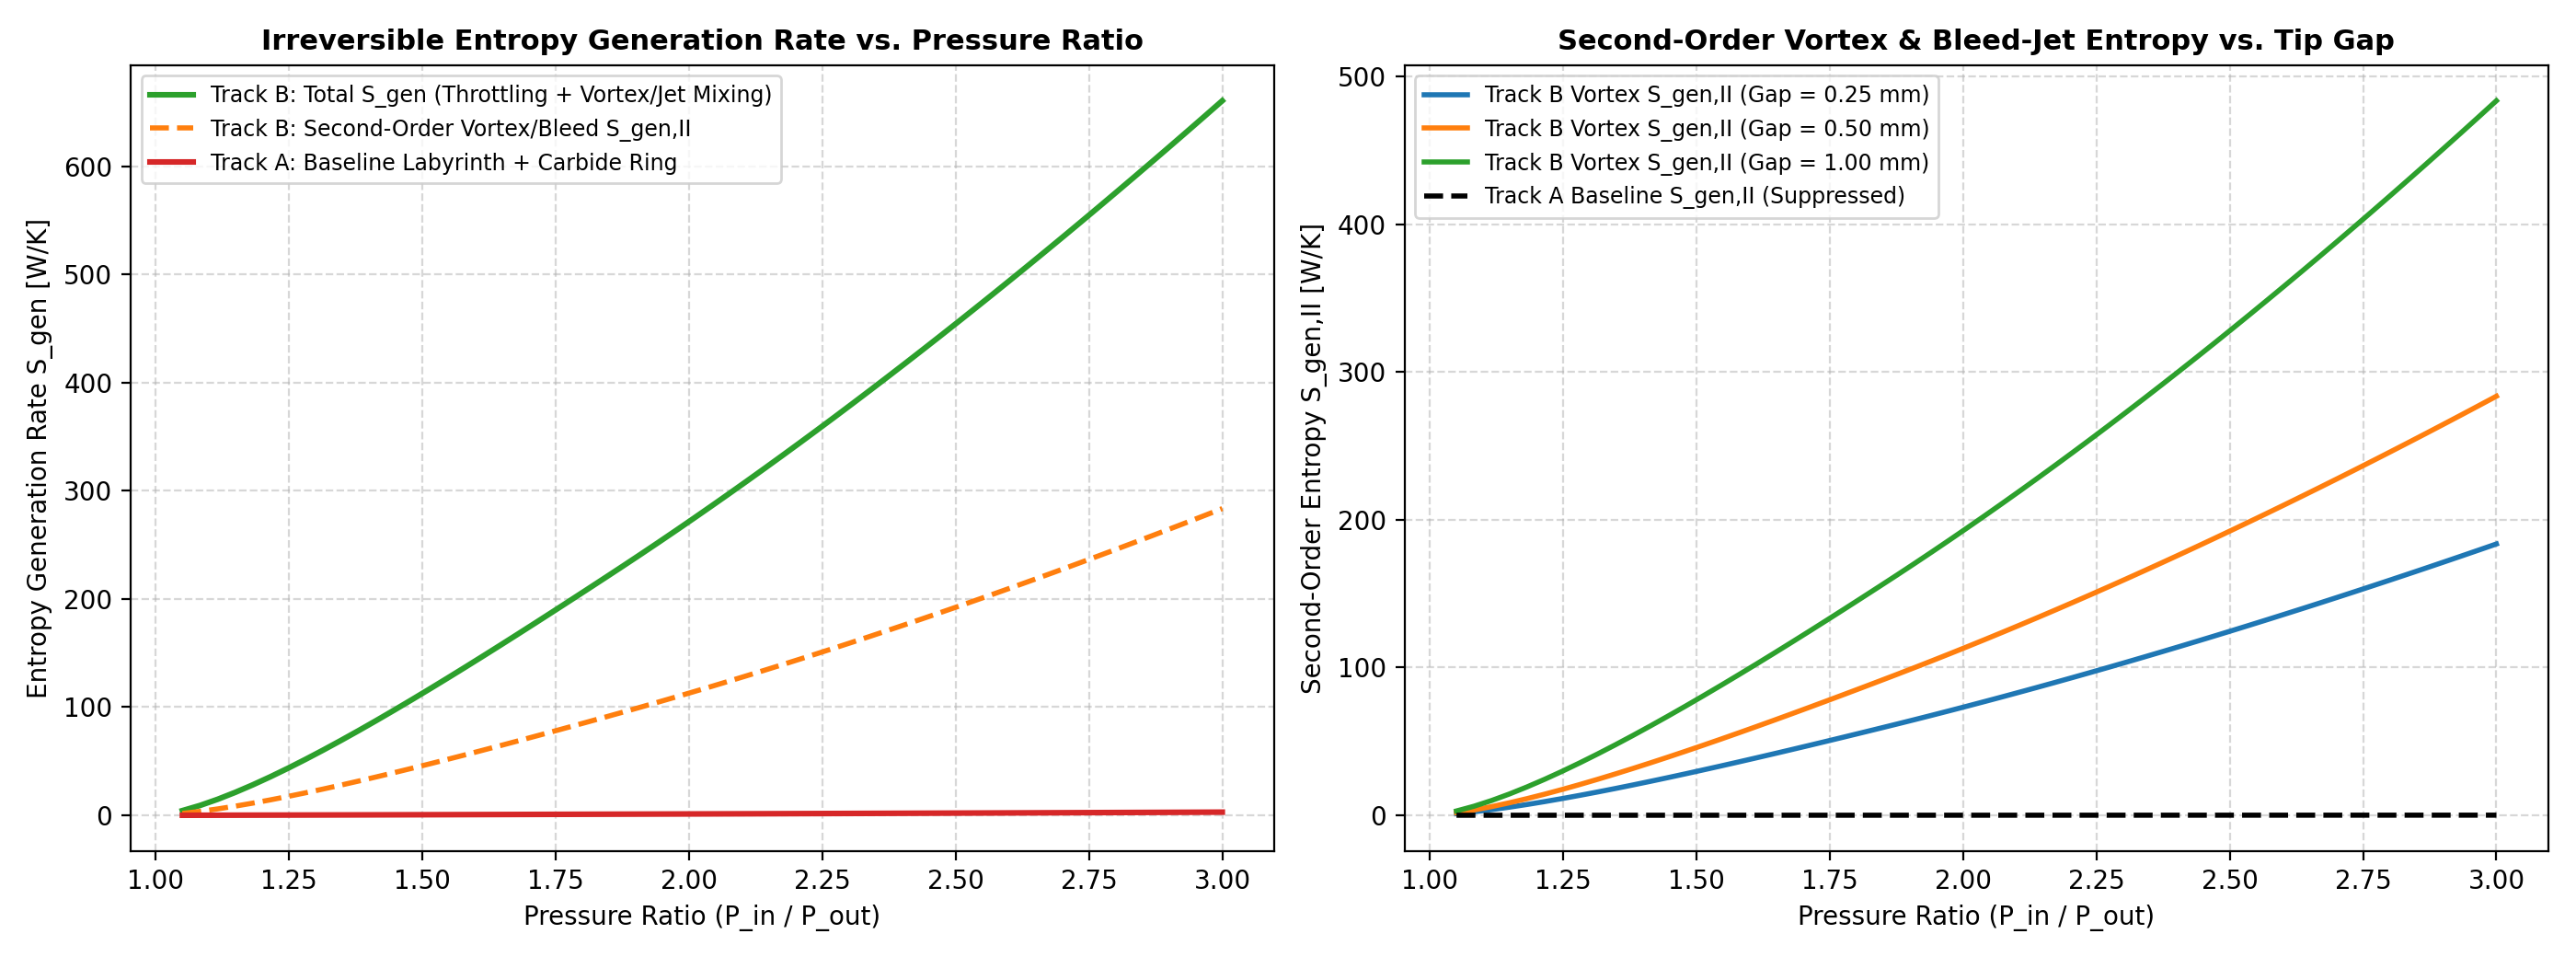 Irreversible Entropy Generation Rate vs. Pressure Ratio
Track B: Total S_gen (Throttling + Vortex/Jet Mixing)
Track B: Second-Order Vortex/Bleed S_gen,II
Track A: Baseline Labyrinth + Carbide Ring
Entropy Generation Rate S_gen [W/K]
600
500
400
300
200
100
0
1.00 1.25 1.50 1.75 2.00 2.25 2.50 2.75 3.00
Pressure Ratio (P_in / P_out)
Second-Order Vortex & Bleed-Jet Entropy vs. Tip Gap
Track B Vortex S_gen,II (Gap = 0.25 mm)
Track B Vortex S_gen,II (Gap = 0.50 mm)
Track B Vortex S_gen,II (Gap = 1.00 mm)
Track A Baseline S_gen,II (Suppressed)
Second-Order Entropy S_gen,II [W/K]
500
400
300
200
100
0
1.00 1.25 1.50 1.75 2.00 2.25 2.50 2.75 3.00
Pressure Ratio (P_in / P_out)